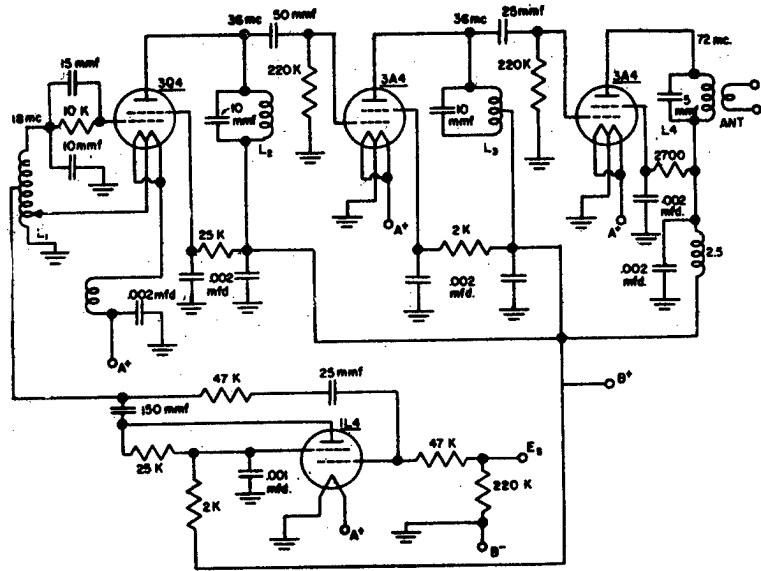 36mc
50 mmf
36mc
25mmf
72 mc.
15 mmf
3Q4
220K
3A4
220K
3A4
10 K
18mc
10 mmf
10 mmf
5 mmf
10mmf
L2
L3
L4
ANT
2700
L1
A+
A+
.002 mfd.
25 K
2K
2.5
.002 mfd
.002 mfd.
.002 mfd.
.002mfd
A+
B+
47 K
25 mmf
150 mmf
1L4
47 K
Es
25 K
.001 mfd.
220 K
2K
A+
B-